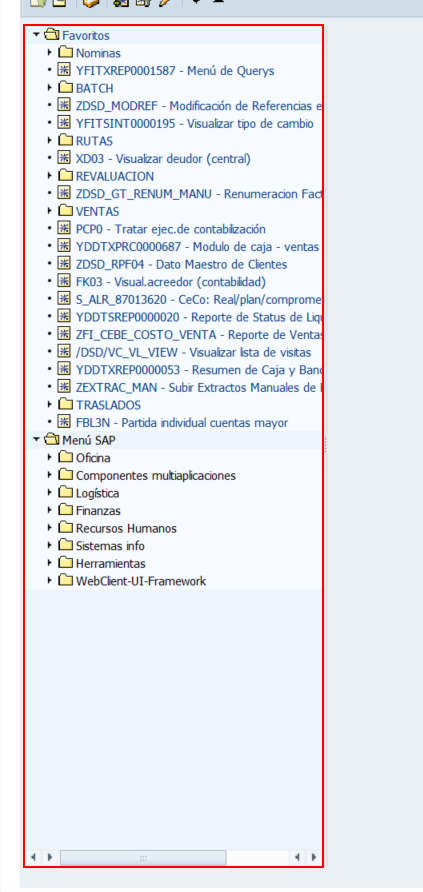 Favoritos
Nominas
YFITXREP0001587 - Menú de Querys
BATCH
ZDSD_MODREF - Modificación de Referencias e
YFITSINT0000195 - Visualizar tipo de cambio
RUTAS
XD03 - Visualizar deudor (central)
REVALUACION
ZDSD_GT_RENUM_MANU - Renumeracion Fact
VENTAS
PCP0 - Tratar ejec.de contabilización
YDDTXPRC0000687 - Modulo de caja - ventas
ZDSD_RPF04 - Dato Maestro de Clientes
FK03 - Visual.acreedor (contabilidad)
S_ALR_87013620 - CeCo: Real/plan/comprome
YDDTSREP0000020 - Reporte de Status de Liqu
ZFI_CEBE_COSTO_VENTA - Reporte de Ventas
/DSD/VC_VL_VIEW - Visualizar lista de visitas
YDDTXREP0000053 - Resumen de Caja y Banc
ZEXTRAC_MAN - Subir Extractos Manuales de
TRASLADOS
FBL3N - Partida individual cuentas mayor
Menú SAP
Oficina
Componentes multiaplicaciones
Logística
Finanzas
Recursos Humanos
Sistemas info
Herramientas
WebClient-UI-Framework